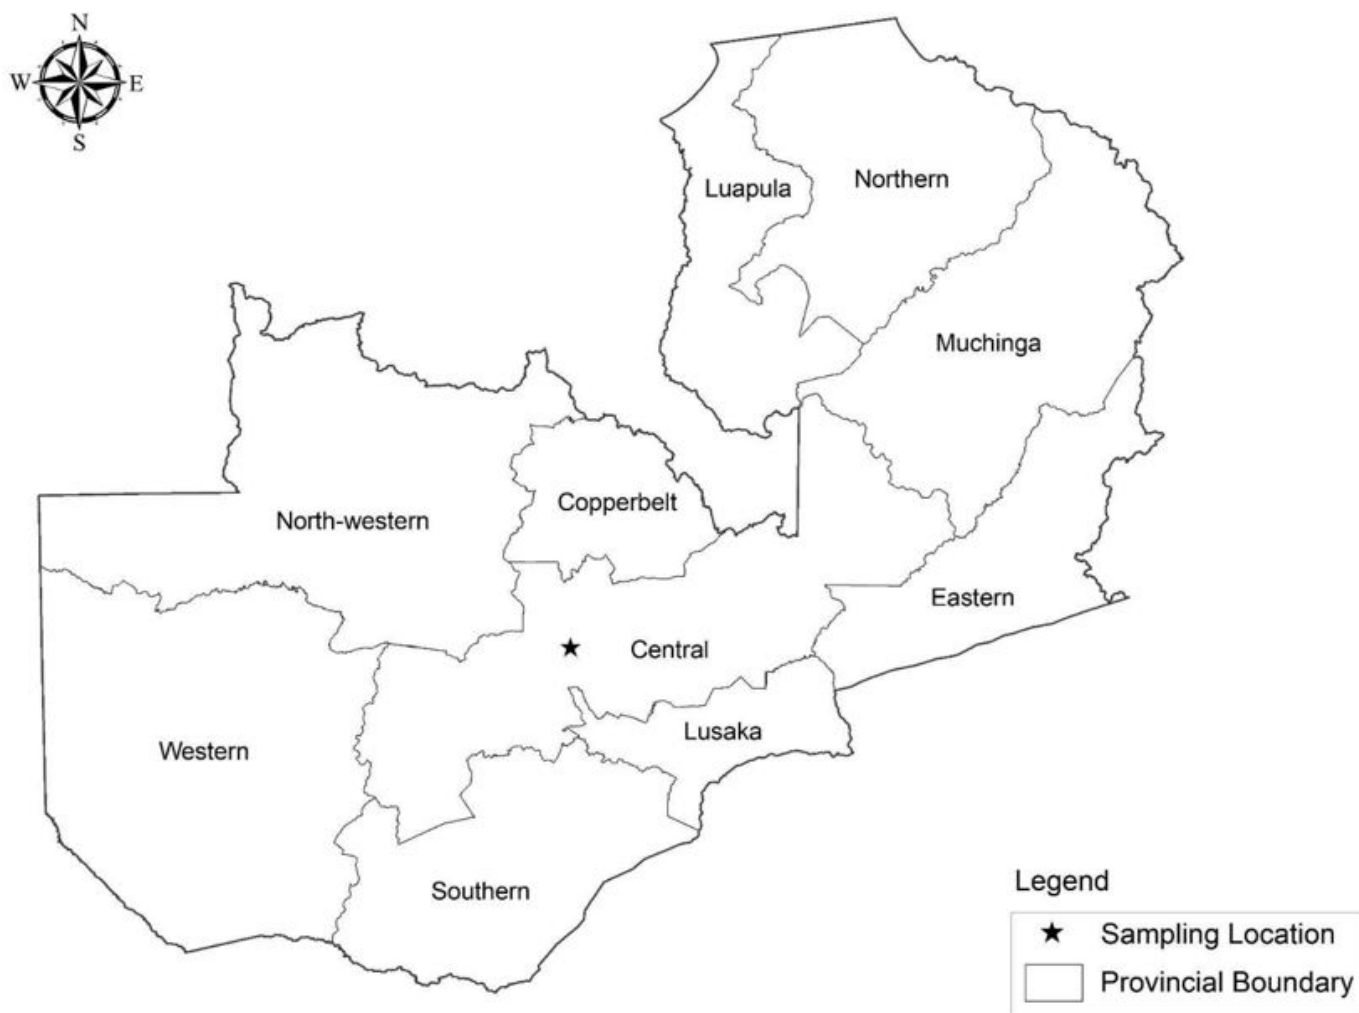 N
W E
S
Luapula
Northern
Muchinga
Copperbelt
North-western
Eastern
Central
Lusaka
Western
Southern
Legend
Sampling Location
Provincial Boundary